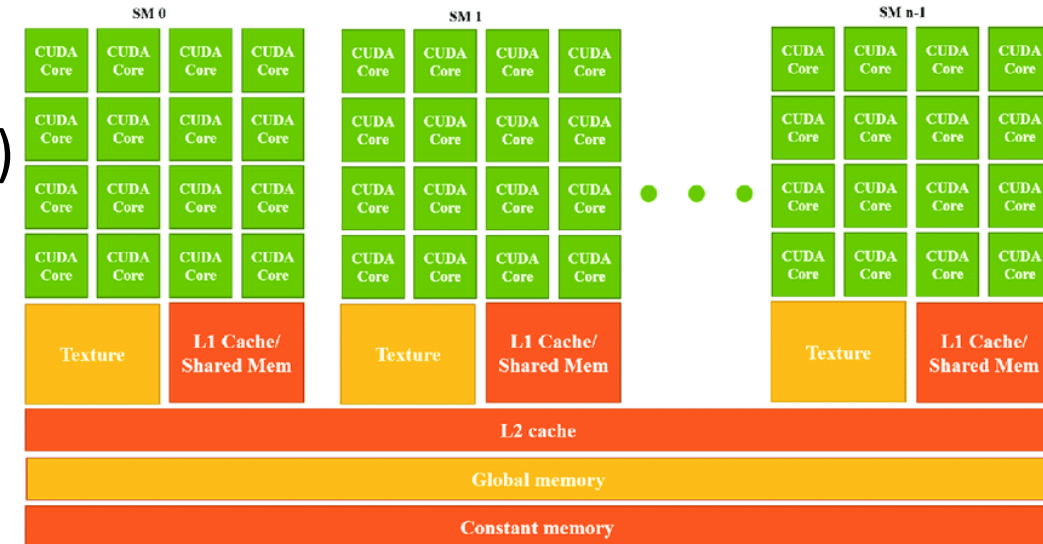 SM 0 SM 1 SM n-1
CUDA CUDA CUDA CUDA CUDA CUDA CUDA CUDA CUDA CUDA CUDA CUDA
Core Core Core Core Core Core Core Core Core Core Core Core
CUDA CUDA CUDA CUDA CUDA CUDA CUDA CUDA CUDA CUDA CUDA CUDA
Core Core Core Core Core Core Core Core Core Core Core Core
)
CUDA CUDA CUDA CUDA CUDA CUDA CUDA CUDA CUDA CUDA CUDA CUDA
Core Core Core Core Core Core Core Core Core Core Core Core
CUDA CUDA CUDA CUDA CUDA CUDA CUDA CUDA CUDA CUDA CUDA CUDA
Core Core Core Core Core Core Core Core Core Core Core Core
Texture L1 Cache/ Texture L1 Cache/ Texture L1 Cache/
Shared Mem Shared Mem Shared Mem
L2 cache
Global memory
Constant memory